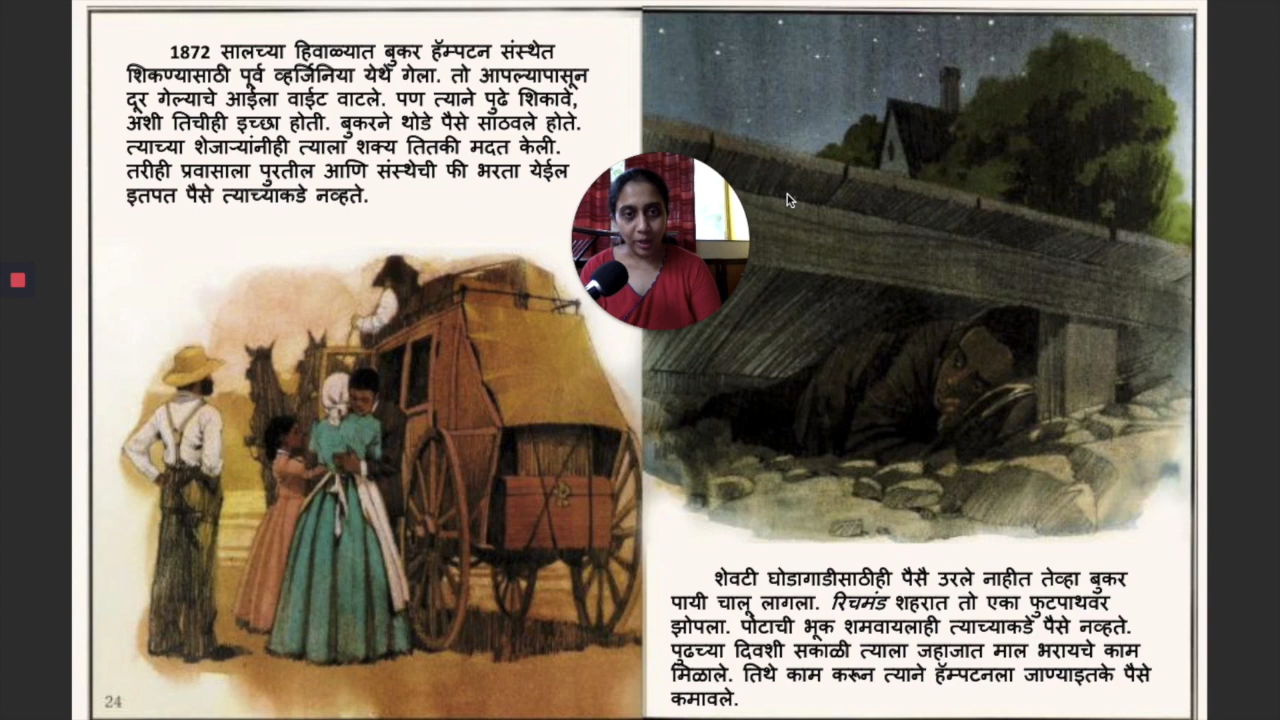 1872 सालच्या हिवाळ्यात बुकर हॅम्पटन संस्थेत
शिकण्यासाठी पूर्व व्हर्जिनिया येथे गेला. तो आपल्यापासून
दूर गेल्याचे आईला वाईट वाटले. पण त्याने पुढे शिकावे,
अशी तिचीही इच्छा होती. बुकरने थोडे पैसे साठवले होते.
त्याच्या शेजाऱ्यांनीही त्याला शक्य तितकी मदत केली.
तरीही प्रवासाला पुरतील आणि संस्थेची फी भरता येईल
इतपत पैसे त्याच्याकडे नव्हते.
24
शेवटी घोडागाडीसाठीही पैसै उरले नाहीत तेव्हा बुकर
पायी चालू लागला. रिचमंड शहरात तो एका फुटपाथवर
झोपला. पोटाची भूक शमवायलाही त्याच्याकडे पैसे नव्हते.
पुढच्या दिवशी सकाळी त्याला जहाजात माल भरायचे काम
मिळाले. तिथे काम करून त्याने हॅम्पटनला जाण्याइतके पैसे
कमावले.